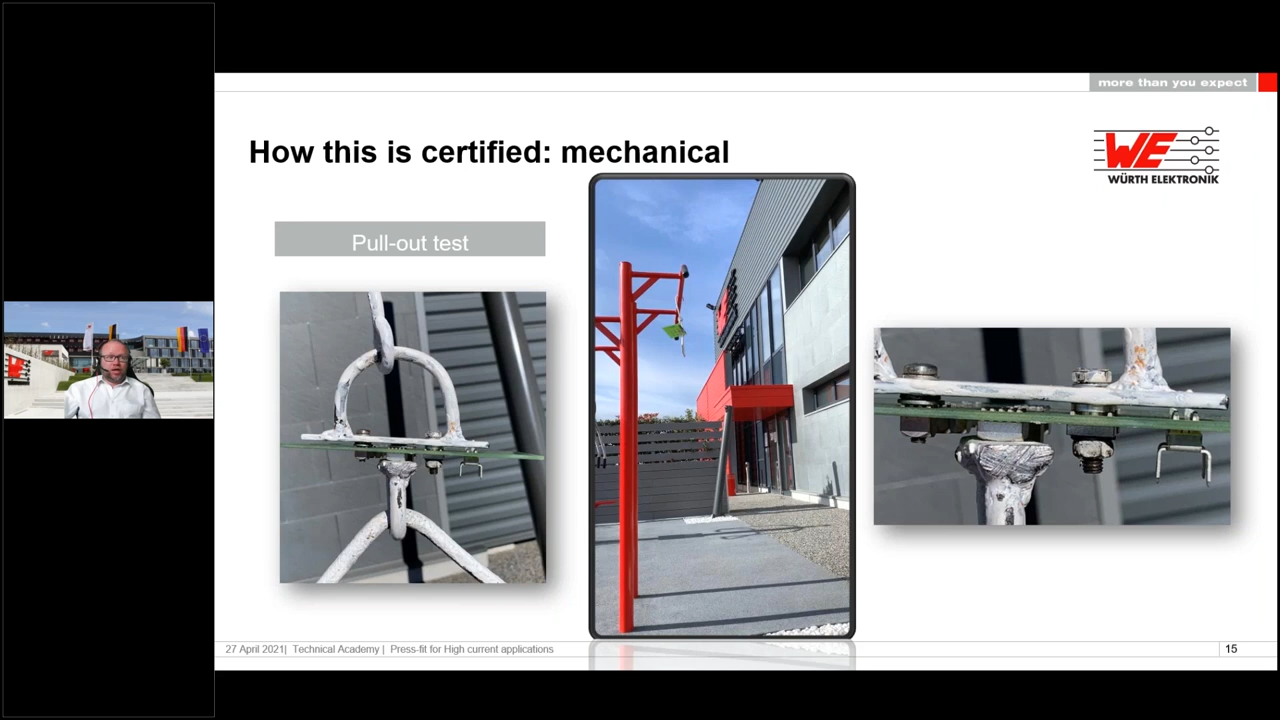 more than you expect
How this is certified: mechanical
WE
WÜRTH ELEKTRONIK
Pull-out test
WE
27 April 2021| Technical Academy | Press-fit for High current applications
15